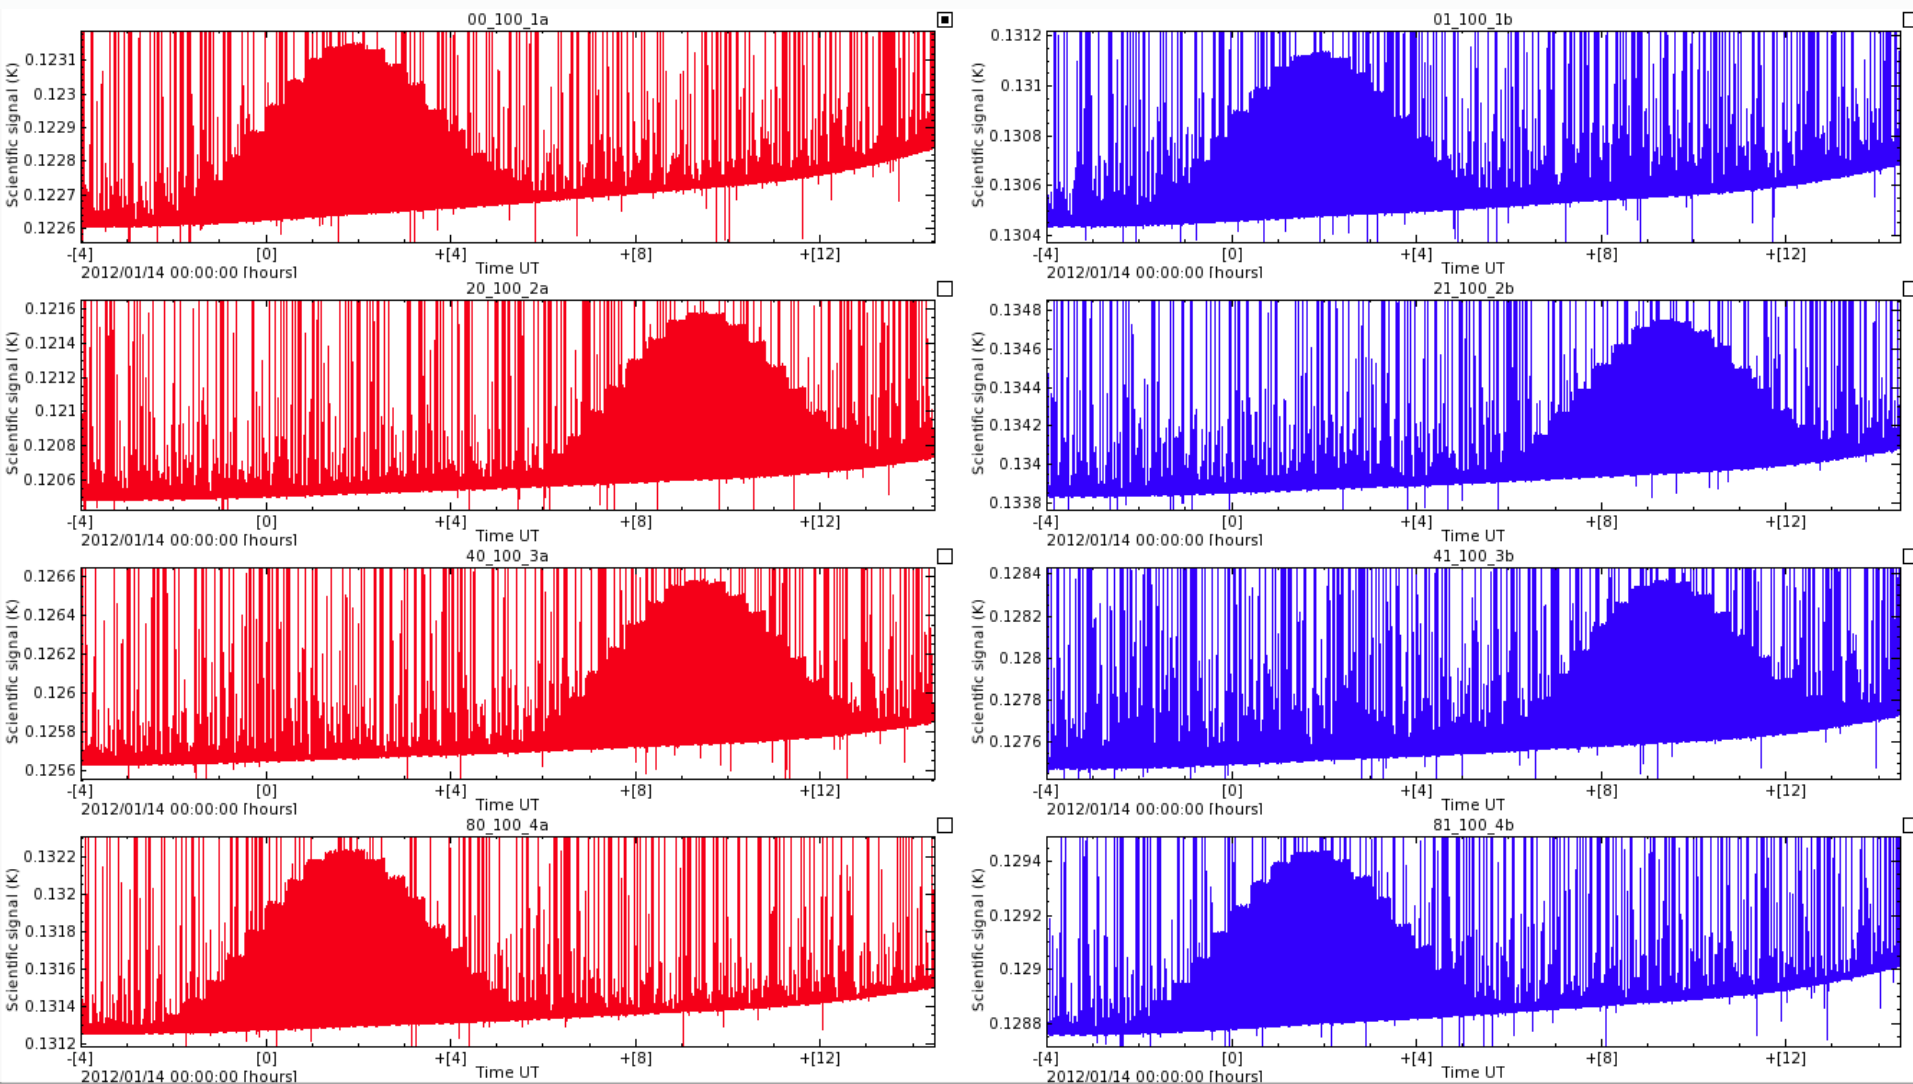 00_100_1a
Scientific signal (K)
0.1231
0.123
0.1229
0.1228
0.1227
0.1226
-[4] [0] +[4] +[8] +[12]
2012/01/14 00:00:00 [hours] Time UT
01_100_1b
Scientific signal (K)
0.1312
0.131
0.1308
0.1306
0.1304
-[4] [0] +[4] +[8] +[12]
2012/01/14 00:00:00 [hours] Time UT
20_100_2a
Scientific signal (K)
0.1216
0.1214
0.1212
0.121
0.1208
0.1206
-[4] [0] +[4] +[8] +[12]
2012/01/14 00:00:00 [hours] Time UT
21_100_2b
Scientific signal (K)
0.1348
0.1346
0.1344
0.1342
0.134
0.1338
-[4] [0] +[4] +[8] +[12]
2012/01/14 00:00:00 [hours] Time UT
40_100_3a
Scientific signal (K)
0.1266
0.1264
0.1262
0.126
0.1258
0.1256
-[4] [0] +[4] +[8] +[12]
2012/01/14 00:00:00 [hours] Time UT
41_100_3b
Scientific signal (K)
0.1284
0.1282
0.128
0.1278
0.1276
-[4] [0] +[4] +[8] +[12]
2012/01/14 00:00:00 [hours] Time UT
80_100_4a
Scientific signal (K)
0.1322
0.132
0.1318
0.1316
0.1314
0.1312
-[4] [0] +[4] +[8] +[12]
2012/01/14 00:00:00 [hours] Time UT
81_100_4b
Scientific signal (K)
0.1294
0.1292
0.129
0.1288
-[4] [0] +[4] +[8] +[12]
2012/01/14 00:00:00 [hours] Time UT